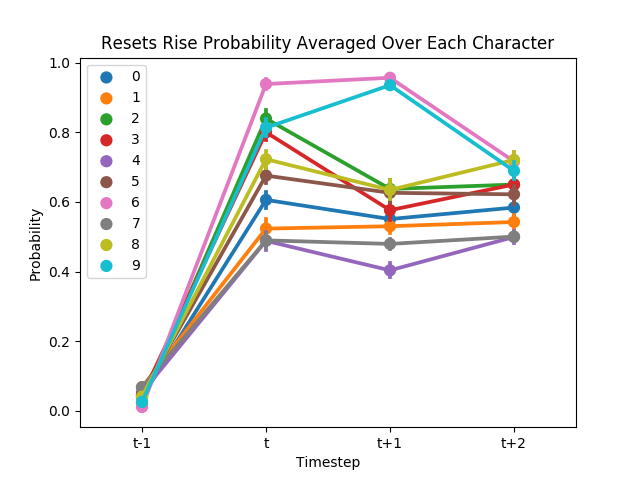 Resets Rise Probability Averaged Over Each Character
1.0
0.8
0.6
0.4
0.2
0.0
Probability
0
1
2
3
4
5
6
7
8
9
t-1
t
t+1
t+2
Timestep